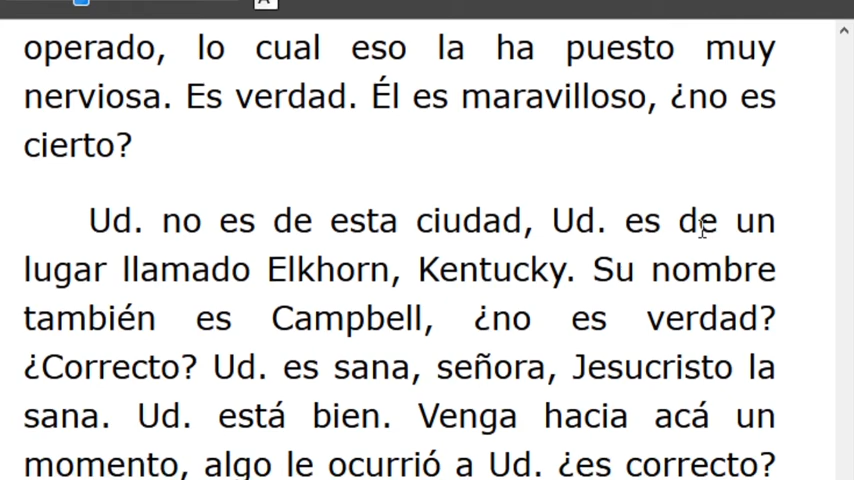 operado, lo cual eso la ha puesto muy
nerviosa. Es verdad. Él es maravilloso, ¿no es
cierto?
Ud. no es de esta ciudad, Ud. es de un
lugar llamado Elkhorn, Kentucky. Su nombre
también es Campbell, ¿no es verdad?
¿Correcto? Ud. es sana, señora, Jesucristo la
sana. Ud. está bien. Venga hacia acá un
momento, algo le ocurrió a Ud. ¿es correcto?